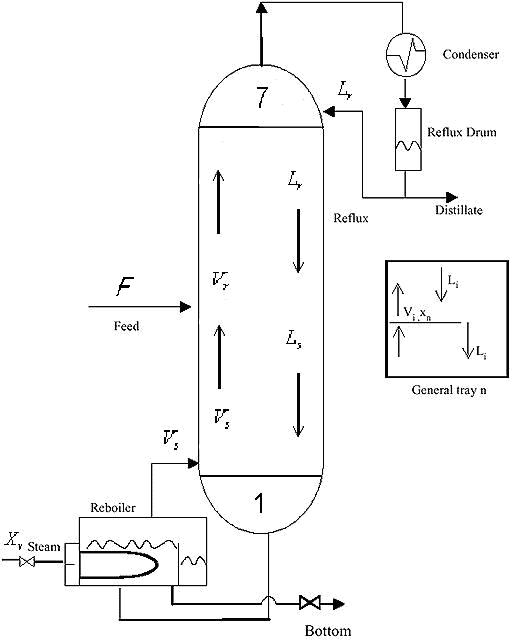 7
Condenser
Lr
Reflux Drum
Lr
Reflux
Distillate
F
Feed
Vr
Li
Vi ,xn
Li
General tray n
Ls
Vs
Vs
1
Reboiler
Xv Steam
Bottom